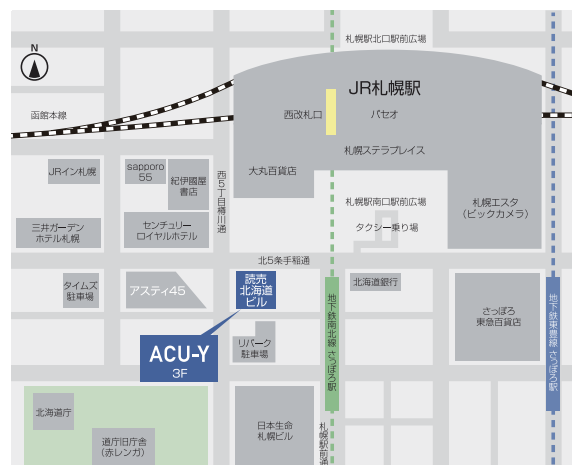 札幌駅北口駅前広場
N
JR札幌駅
函館本線
西改札口
パセオ
札幌ステラプレイス
JRイン札幌
sapporo
55
紀伊國屋
書店
西5丁目樽川通
大丸百貨店
札幌駅南口駅前広場
タクシー乗り場
札幌エスタ
（ビックカメラ）
三井ガーデン
ホテル札幌
センチュリー
ロイヤルホテル
北5条手稲通
タイムズ
駐車場
アスティ45
読売
北海道
ビル
北海道銀行
地下鉄南北線 さっぽろ駅
さっぽろ
東急百貨店
地下鉄東豊線 さっぽろ駅
ACU-Y
3F
リパーク
駐車場
北海道庁
道庁旧庁舎
（赤レンガ）
日本生命
札幌ビル
札幌駅前通